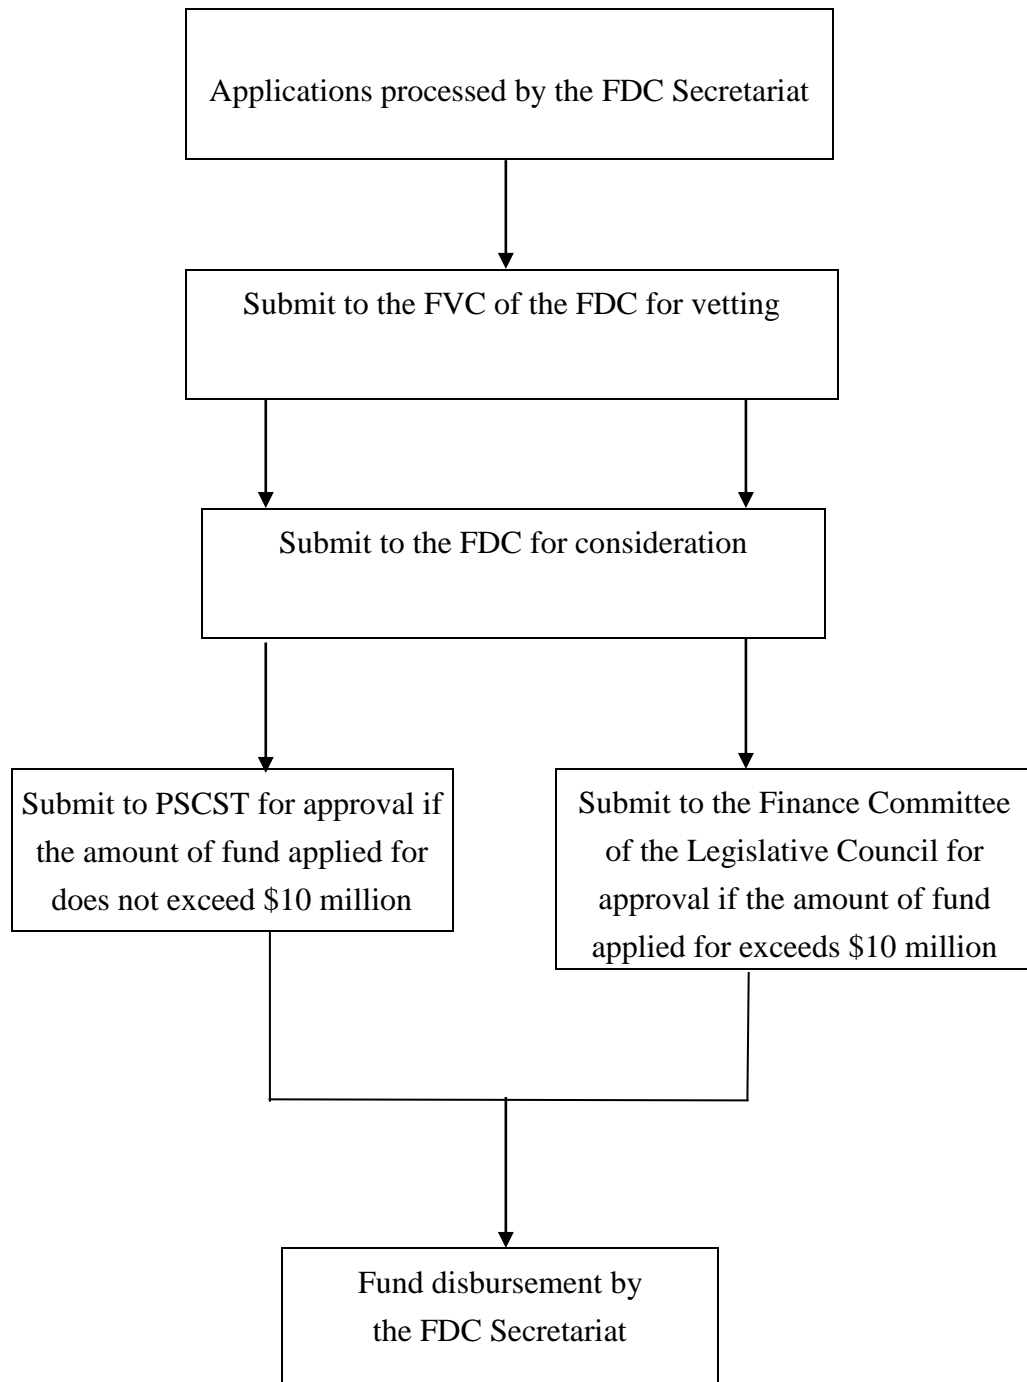 Applications processed by the FDC Secretariat
Submit to the FVC of the FDC for vetting
Submit to the FDC for consideration
Submit to PSCST for approval if
the amount of fund applied for
does not exceed $10 million
Submit to the Finance Committee
of the Legislative Council for
approval if the amount of fund
applied for exceeds $10 million
Fund disbursement by
the FDC Secretariat